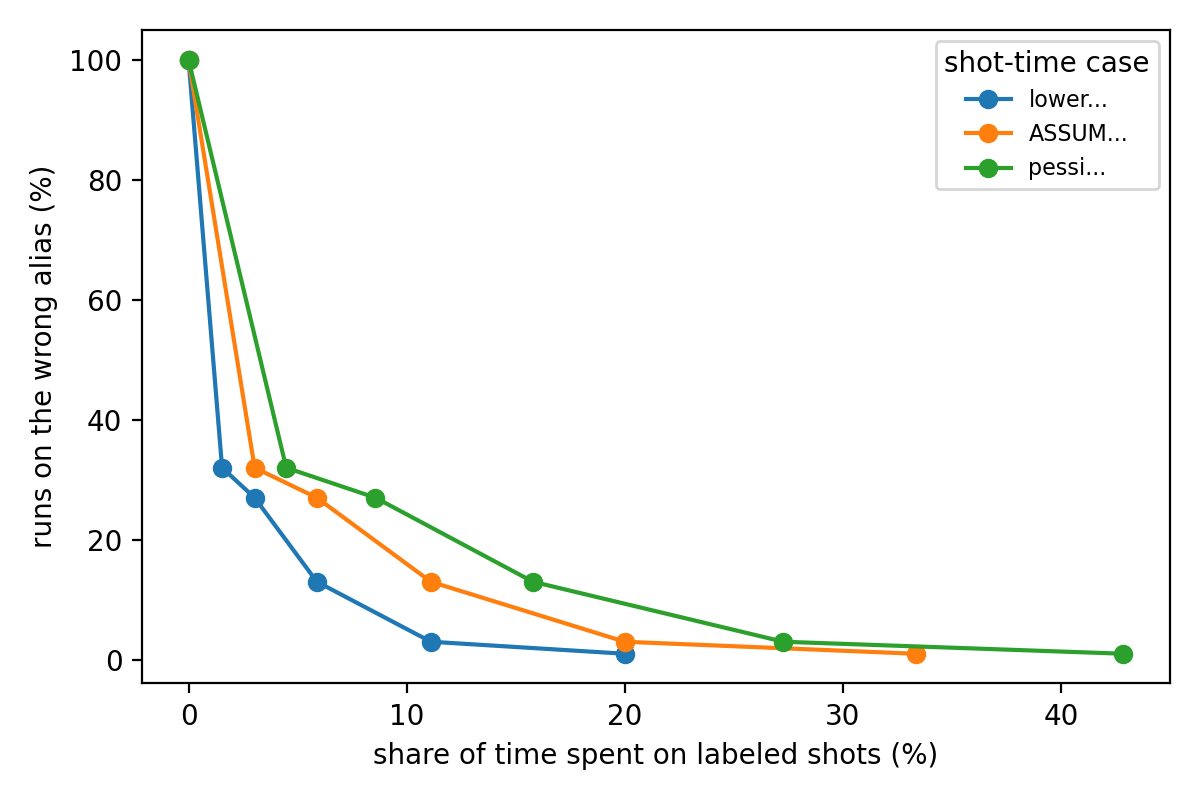 100
80
60
40
20
0
runs on the wrong alias (%)
0 10 20 30 40
share of time spent on labeled shots (%)
shot-time case
lower...
ASSUM...
pessi...